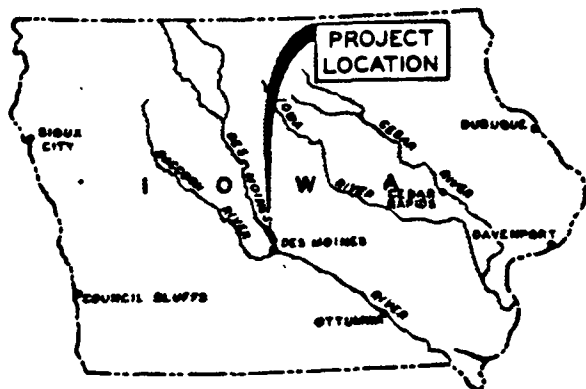 PROJECT
LOCATION
SIOUX
CITY
IOWA
RIVER
CEDAR
RIVER
DUBUQUE
RACCOON
RIVER
DES MOINES
I O W A
CEDAR
RAPIDS
DAVENPORT
DES MOINES
COUNCIL BLUFFS
RIVER
OTTUMWA